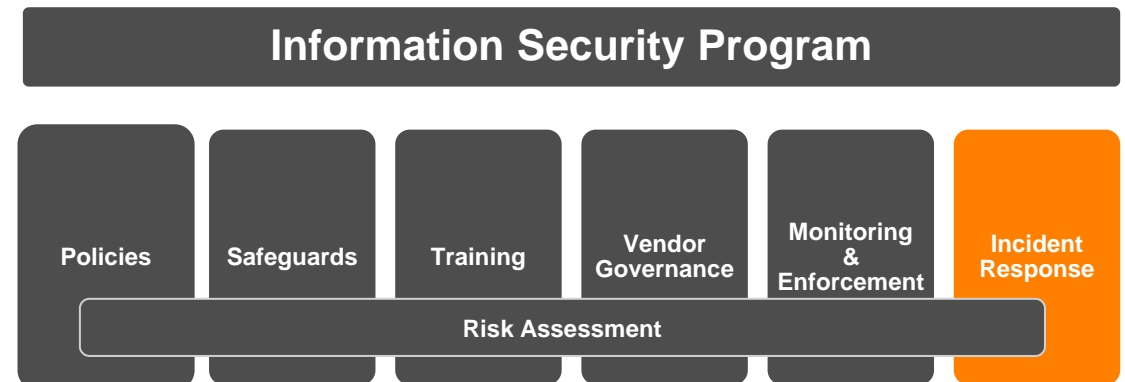 Information Security Program
Policies
Safeguards
Training
Vendor
Governance
Monitoring
&
Enforcement
Incident
Response
Risk Assessment